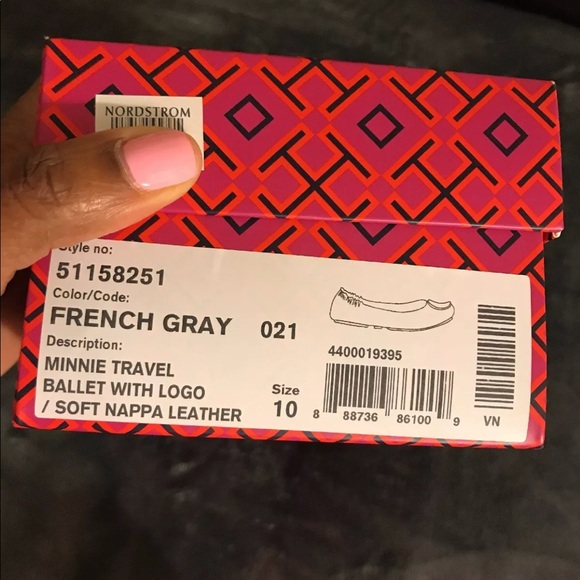 NORDSTROM
Style no:
51158251
Color/Code:
FRENCH GRAY 021
Description:
MINNIE TRAVEL
BALLET WITH LOGO
/ SOFT NAPPA LEATHER
Size
10
4400019395
8 88736 86100 9
VN